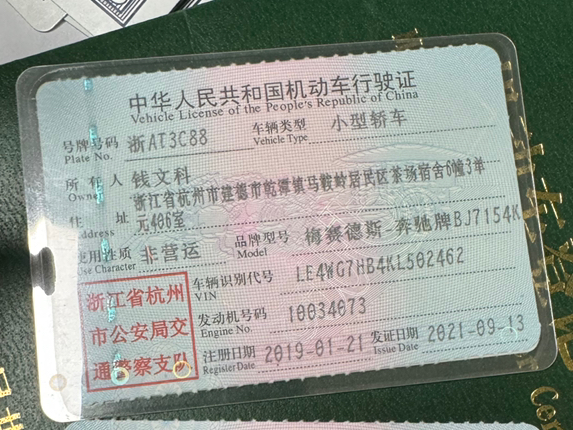 中华人民共和国机动车行驶证
Vehicle License of the People's Republic of China
号牌号码 浙AT3C88 车辆类型 小型轿车
Plate No. Vehicle Type
所有人 钱文科
Owner
住址 浙江省杭州市建德市乾潭镇马鞍岭居民区茶场宿舍6幢3单
Address 元406室
使用性质 非营运 品牌型号 梅赛德斯-奔驰牌BJ7154K
Use Character Model
车辆识别代号 LE4WG7HB4KL502462
VIN
发动机号码 10034073
Engine No.
注册日期 2019-01-21 发证日期 2021-09-13
Register Date Issue Date
浙江省杭州
市公安局交
通警察支队